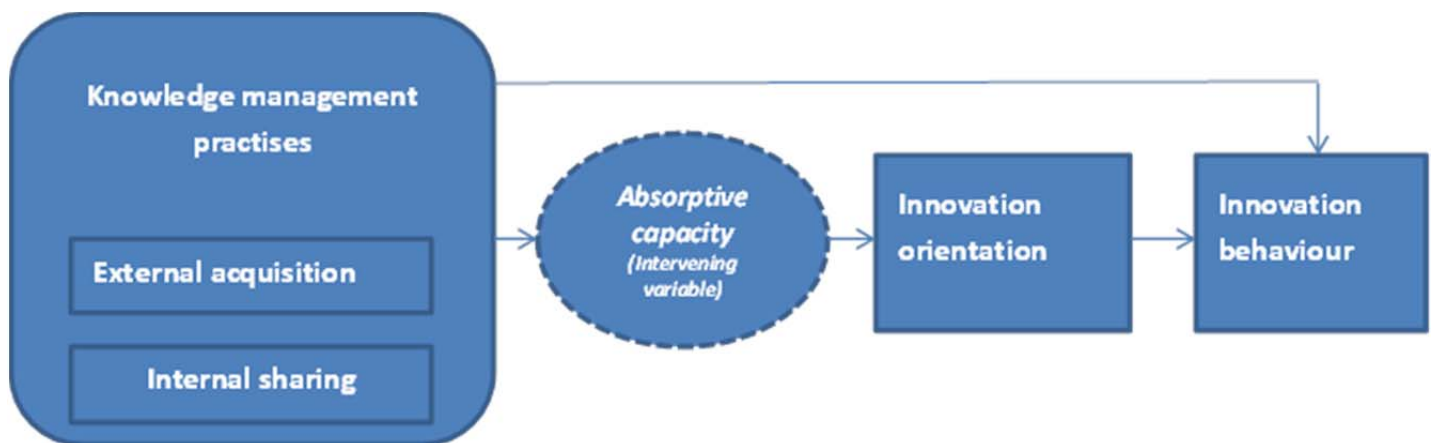 Knowledge management
practises
External acquisition
Internal sharing
Absorptive
capacity
(Intervening
variable)
Innovation
orientation
Innovation
behaviour